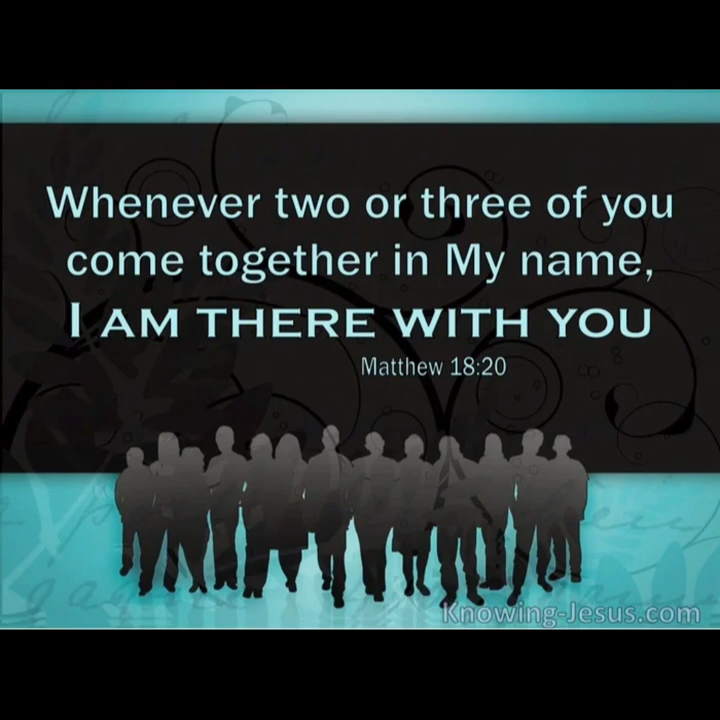 Whenever two or three of you
come together in My name,
I AM THERE WITH YOU
Matthew 18:20
Knowing-Jesus.com